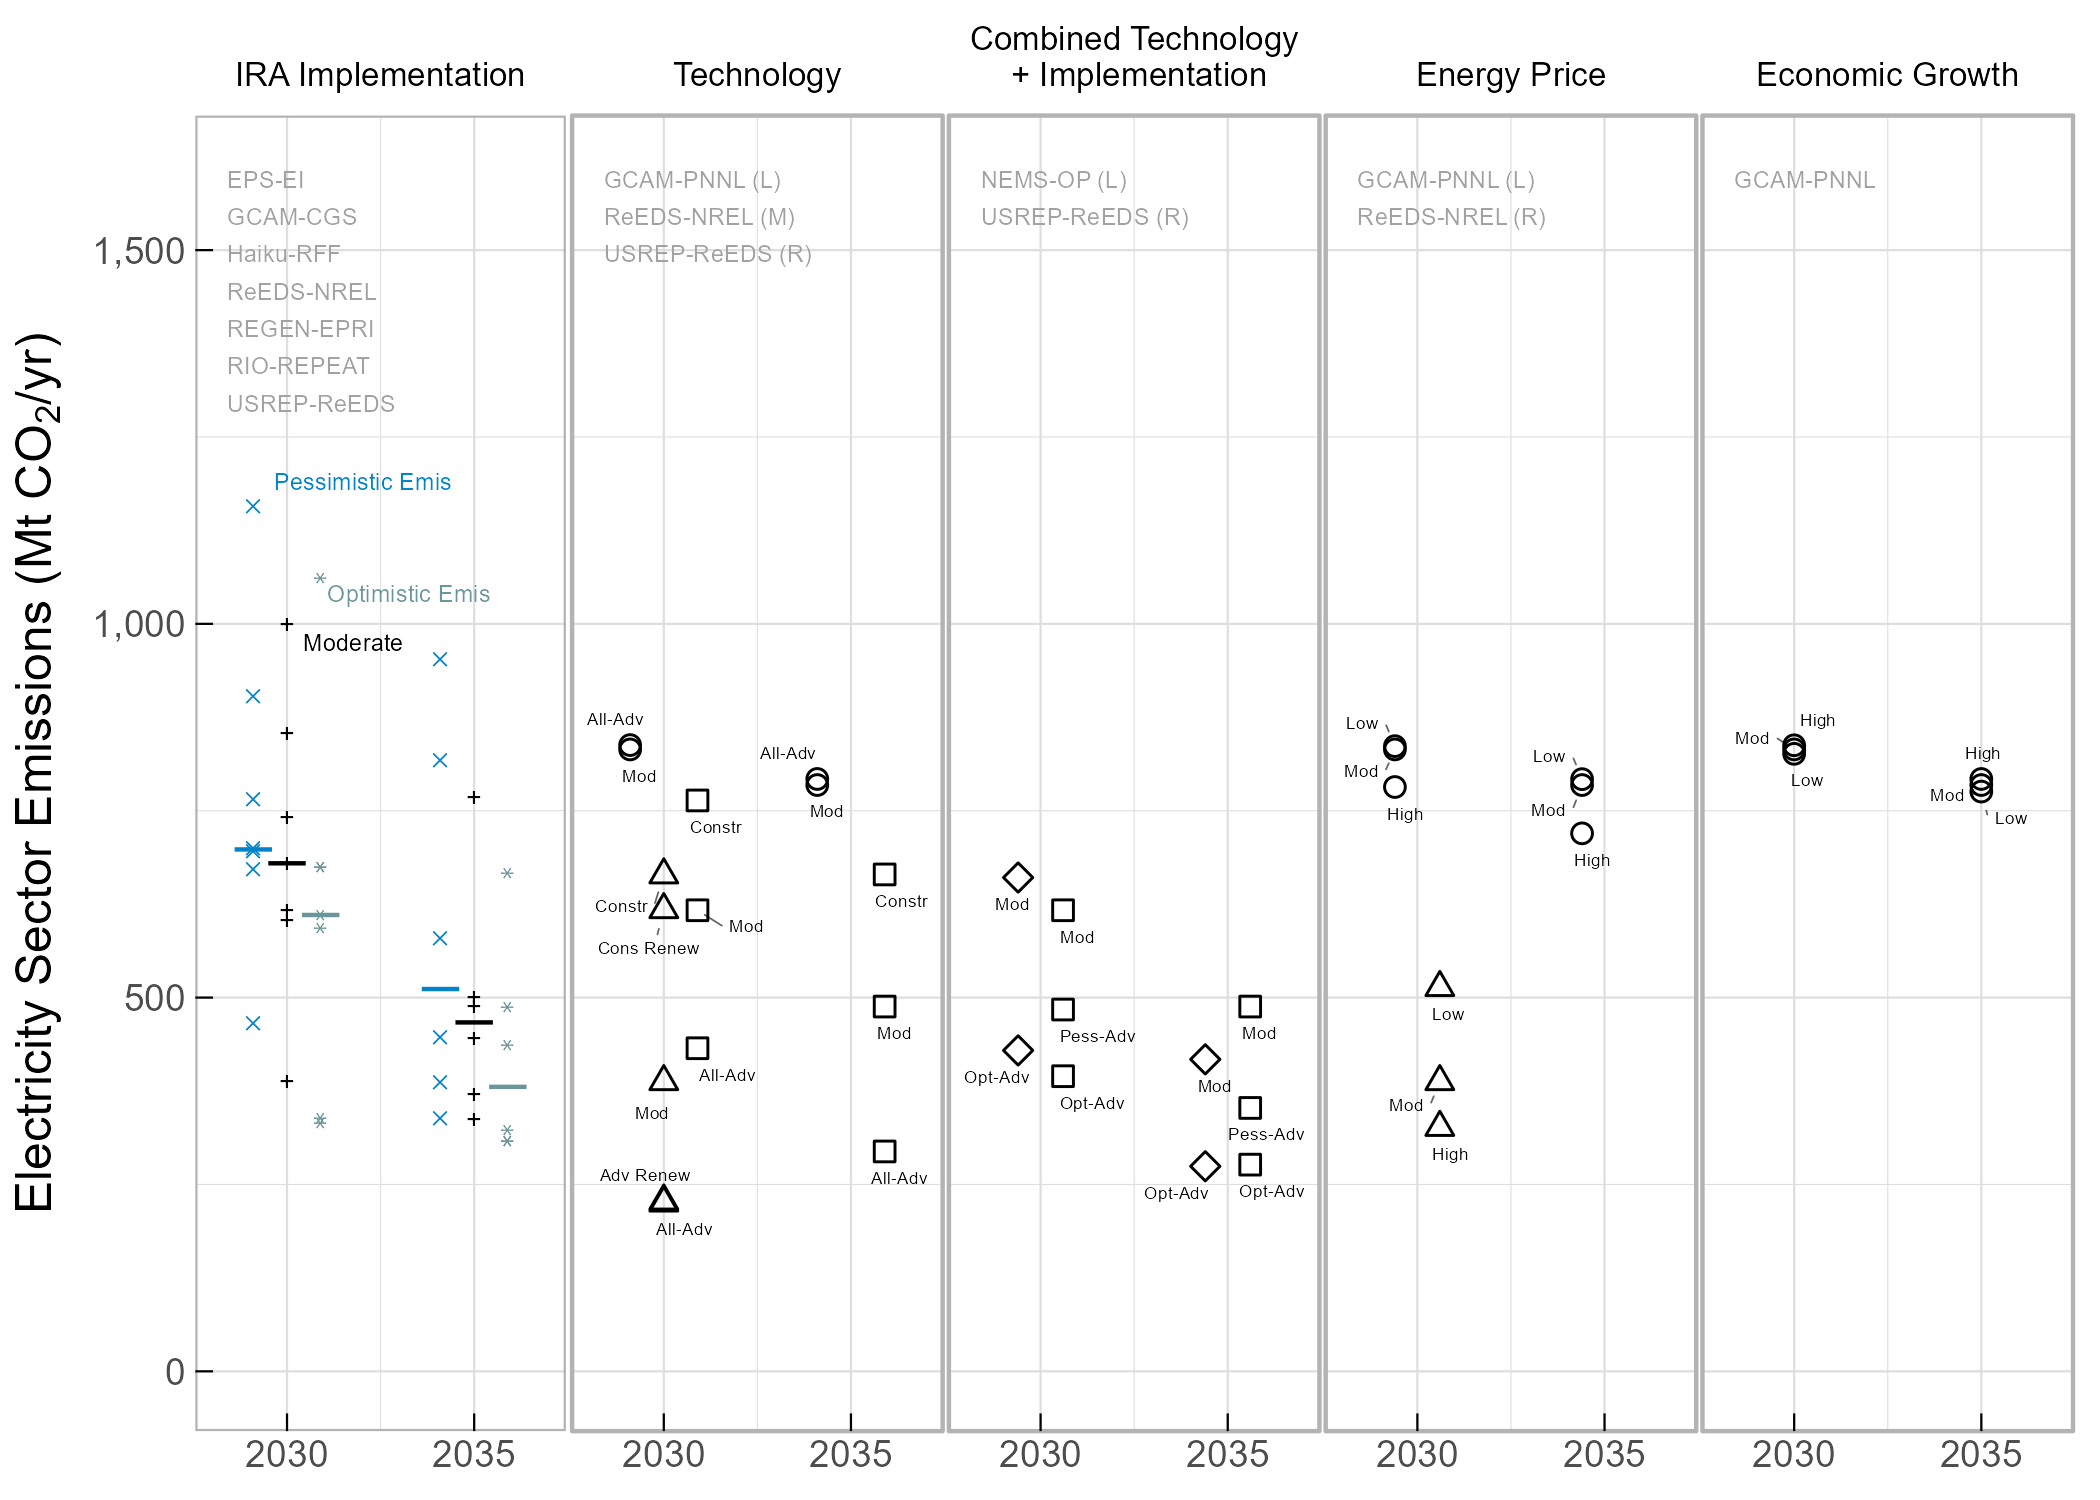 Combined Technology
IRA Implementation
Technology
+ Implementation
Energy Price
Economic Growth
Electricity Sector Emissions (Mt CO₂/yr)
1,500
1,000
500
0
EPS-EI
GCAM-CGS
Haiku-RFF
ReEDS-NREL
REGEN-EPRI
RIO-REPEAT
USREP-ReEDS
Pessimistic Emis
Optimistic Emis
Moderate
2030
2035
GCAM-PNNL (L)
ReEDS-NREL (M)
USREP-ReEDS (R)
All-Adv
Mod
All-Adv
Mod
Constr
Constr
Constr
Mod
Cons Renew
Mod
All-Adv
Mod
Adv Renew
All-Adv
All-Adv
2030
2035
NEMS-OP (L)
USREP-ReEDS (R)
Mod
Mod
Pess-Adv
Mod
Opt-Adv
Mod
Opt-Adv
Pess-Adv
Opt-Adv
Opt-Adv
2030
2035
GCAM-PNNL (L)
ReEDS-NREL (R)
Low
Low
Mod
Mod
High
High
Low
Mod
High
2030
2035
GCAM-PNNL
High
Mod
High
Low
Mod
Low
2030
2035